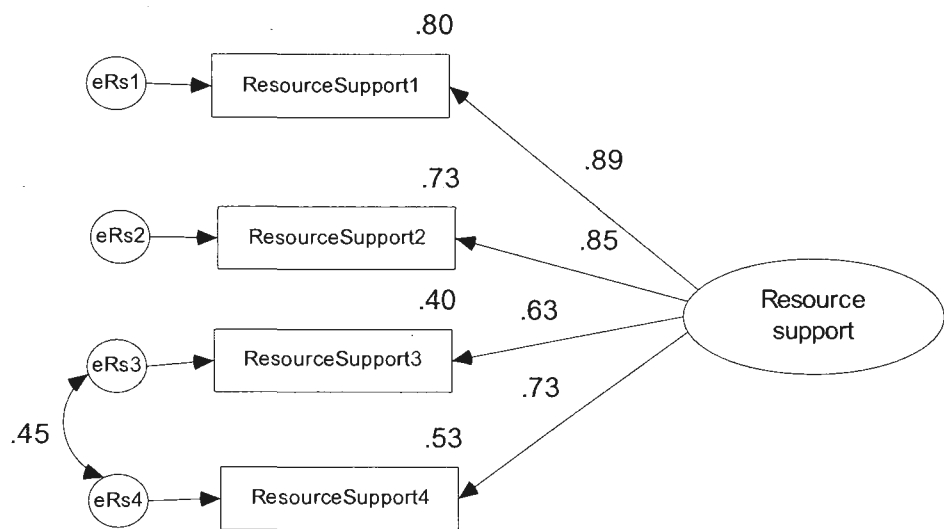 .80
eRs1
ResourceSupport1
.89
.73
eRs2
ResourceSupport2
.85
.40
.63
Resource
support
eRs3
ResourceSupport3
.73
.45
.53
eRs4
ResourceSupport4